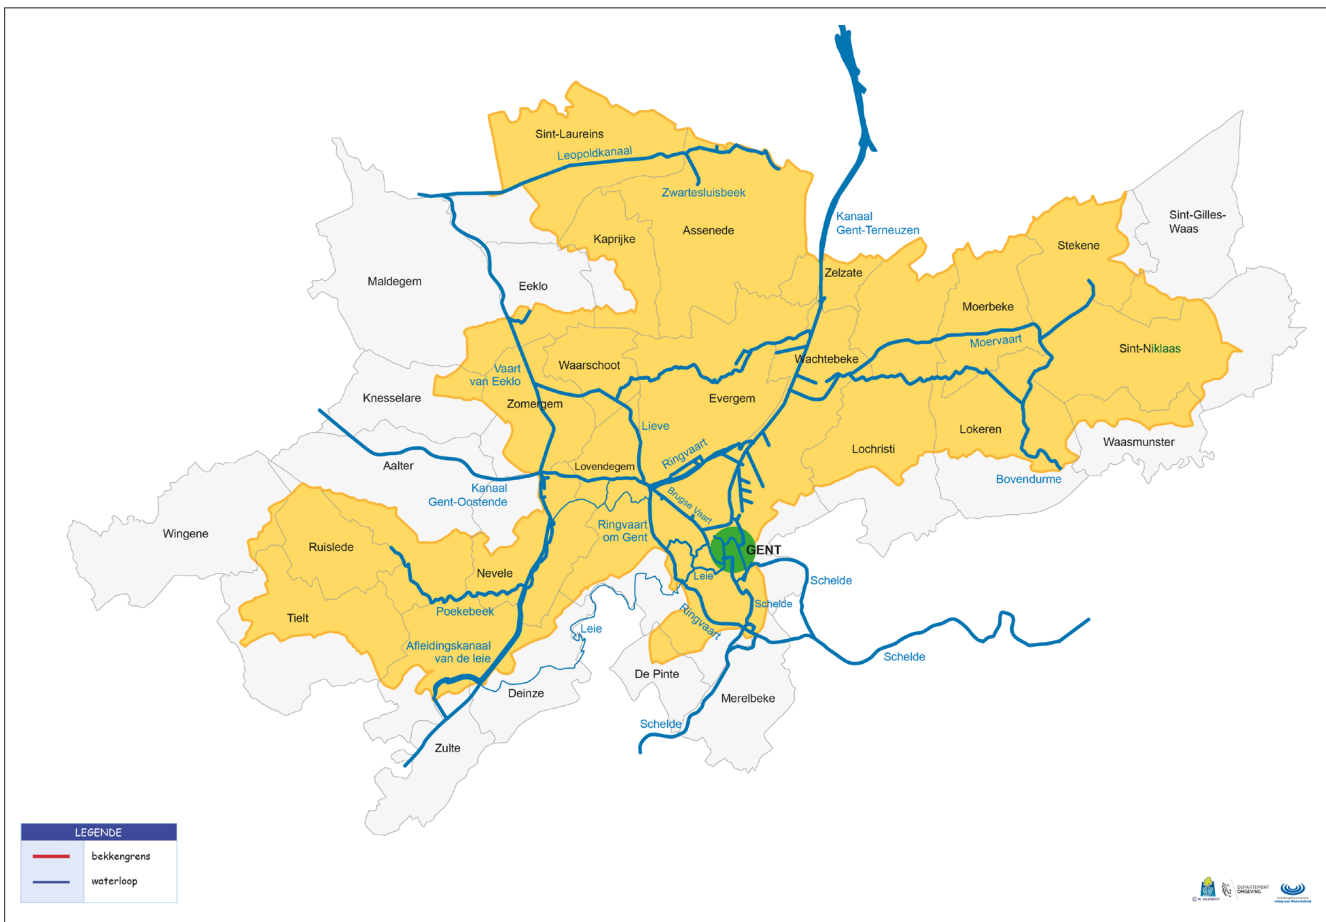 Sint-Laureins
Leopoldkanaal
Zwartesluisbeek
Kanaal
Gent-Terneuzen
Sint-Gilles-
Waas
Stekene
Kaprijke
Assenede
Zelzate
Maldegem
Eeklo
Moerbeke
Moervaart
Sint-Niklaas
Waarschoot
Wachtebeke
Vaart
van Eeklo
Knesselare
Zomergem
Evergem
Lieve
Lokeren
Waasmunster
Ringvaart
Lochristi
Aalter
Lovendegem
Bovendurme
Kanaal
Gent-Oostende
Brugse Vaart
Wingene
Ringvaart
om Gent
Ruislede
GENT
Nevele
Leie
Schelde
Poekebeek
Schelde
Tielt
Ringvaart
Leie
Afleidingskanaal
van de leie
Schelde
De Pinte
Deinze
Merelbeke
Schelde
Zulte
LEGENDE
bekkengrens
waterloop
DEPARTEMENT
OMGEVING